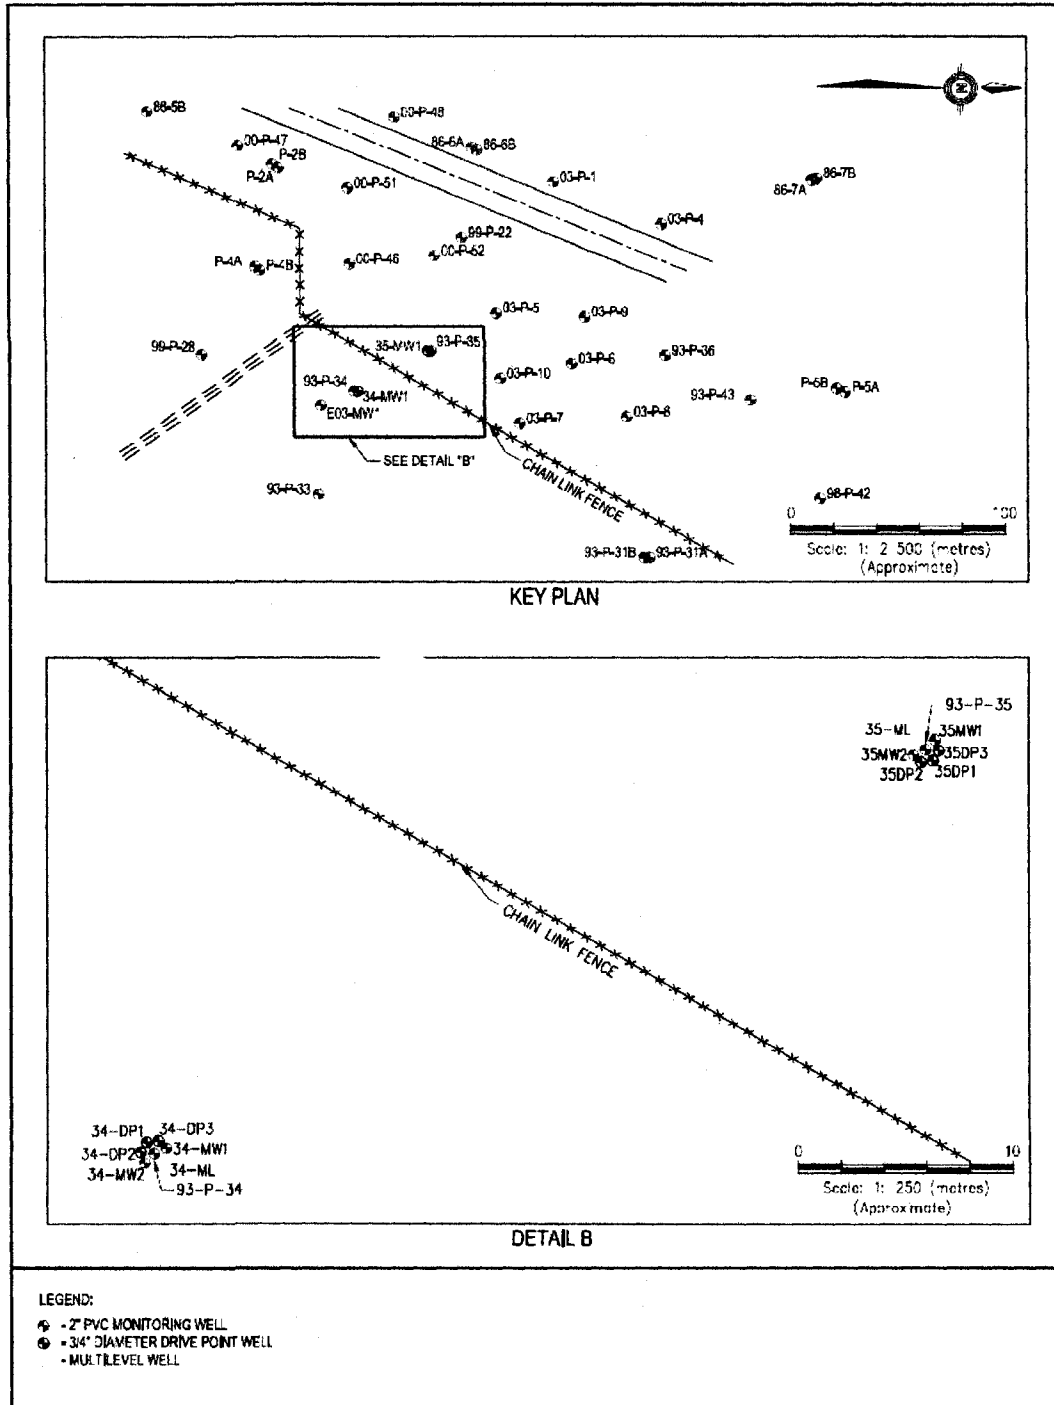 86-5B
00-P-48
00-P-47
86-6A
86-6B
P-2B
P-2A
00-P-51
03-P-1
86-7B
86-7A
03-P-4
99-P-22
00-P-52
00-P-46
P-4A
P-4B
03-P-5
03-P-9
99-P-28
35-MW1
93-P-35
93-P-36
03-P-6
03-P-10
93-P-34
34-MW1
E03-MW"
P-5B
P-5A
93-P-43
03-P-7
03-P-8
SEE DETAIL "B"
CHAIN LINK FENCE
93-P-33
98-P-42
0 100
Scale: 1: 2 500 (metres)
(Approximate)
93-P-31B
93-P-31A
KEY PLAN
93-P-35
35-ML
35MW1
35MW2
35DP3
35DP2
35DP1
CHAIN LINK FENCE
34-DP1
34-DP3
34-DP2
34-MW1
34-MW2
34-ML
93-P-34
0 10
Scale: 1: 250 (metres)
(Approximate)
DETAIL B
LEGEND:
- 2" PVC MONITORING WELL
- 3/4" DIAMETER DRIVE POINT WELL
- MULTILEVEL WELL